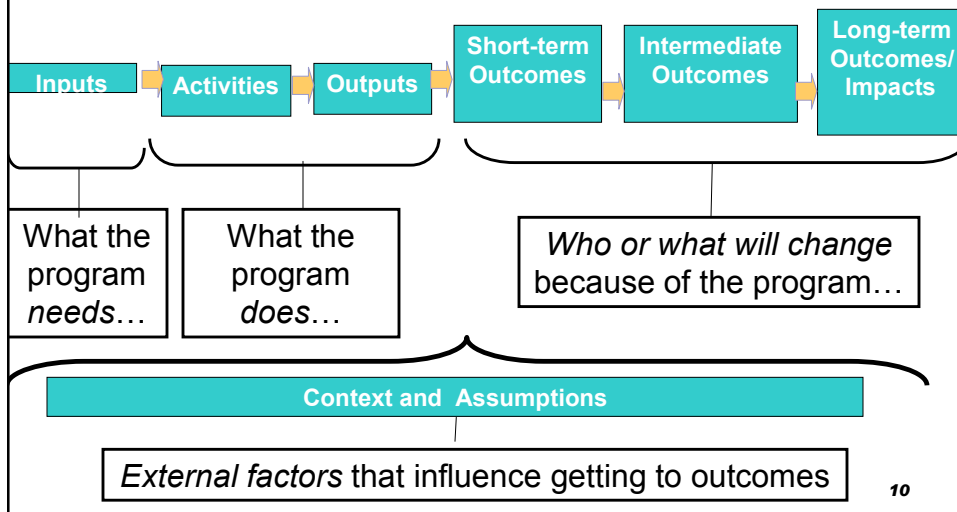 Inputs
Activities
Outputs
Short-term
Outcomes
Intermediate
Outcomes
Long-term
Outcomes/
Impacts
What the
program
needs…
What the
program
does…
Who or what will change
because of the program…
Context and Assumptions
External factors that influence getting to outcomes
10